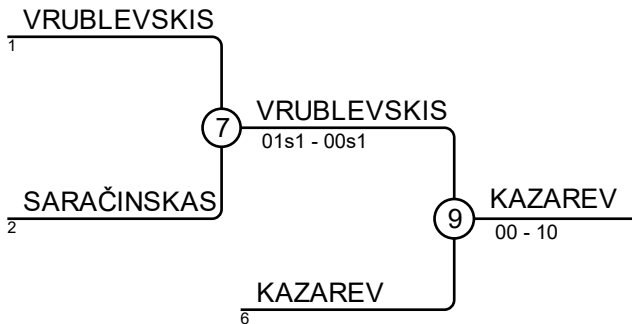 VRUBLEVSKIS
1
7
VRUBLEVSKIS
01s1 - 00s1
SARAČINSKAS
2
9
KAZAREV
00 - 10
KAZAREV
6